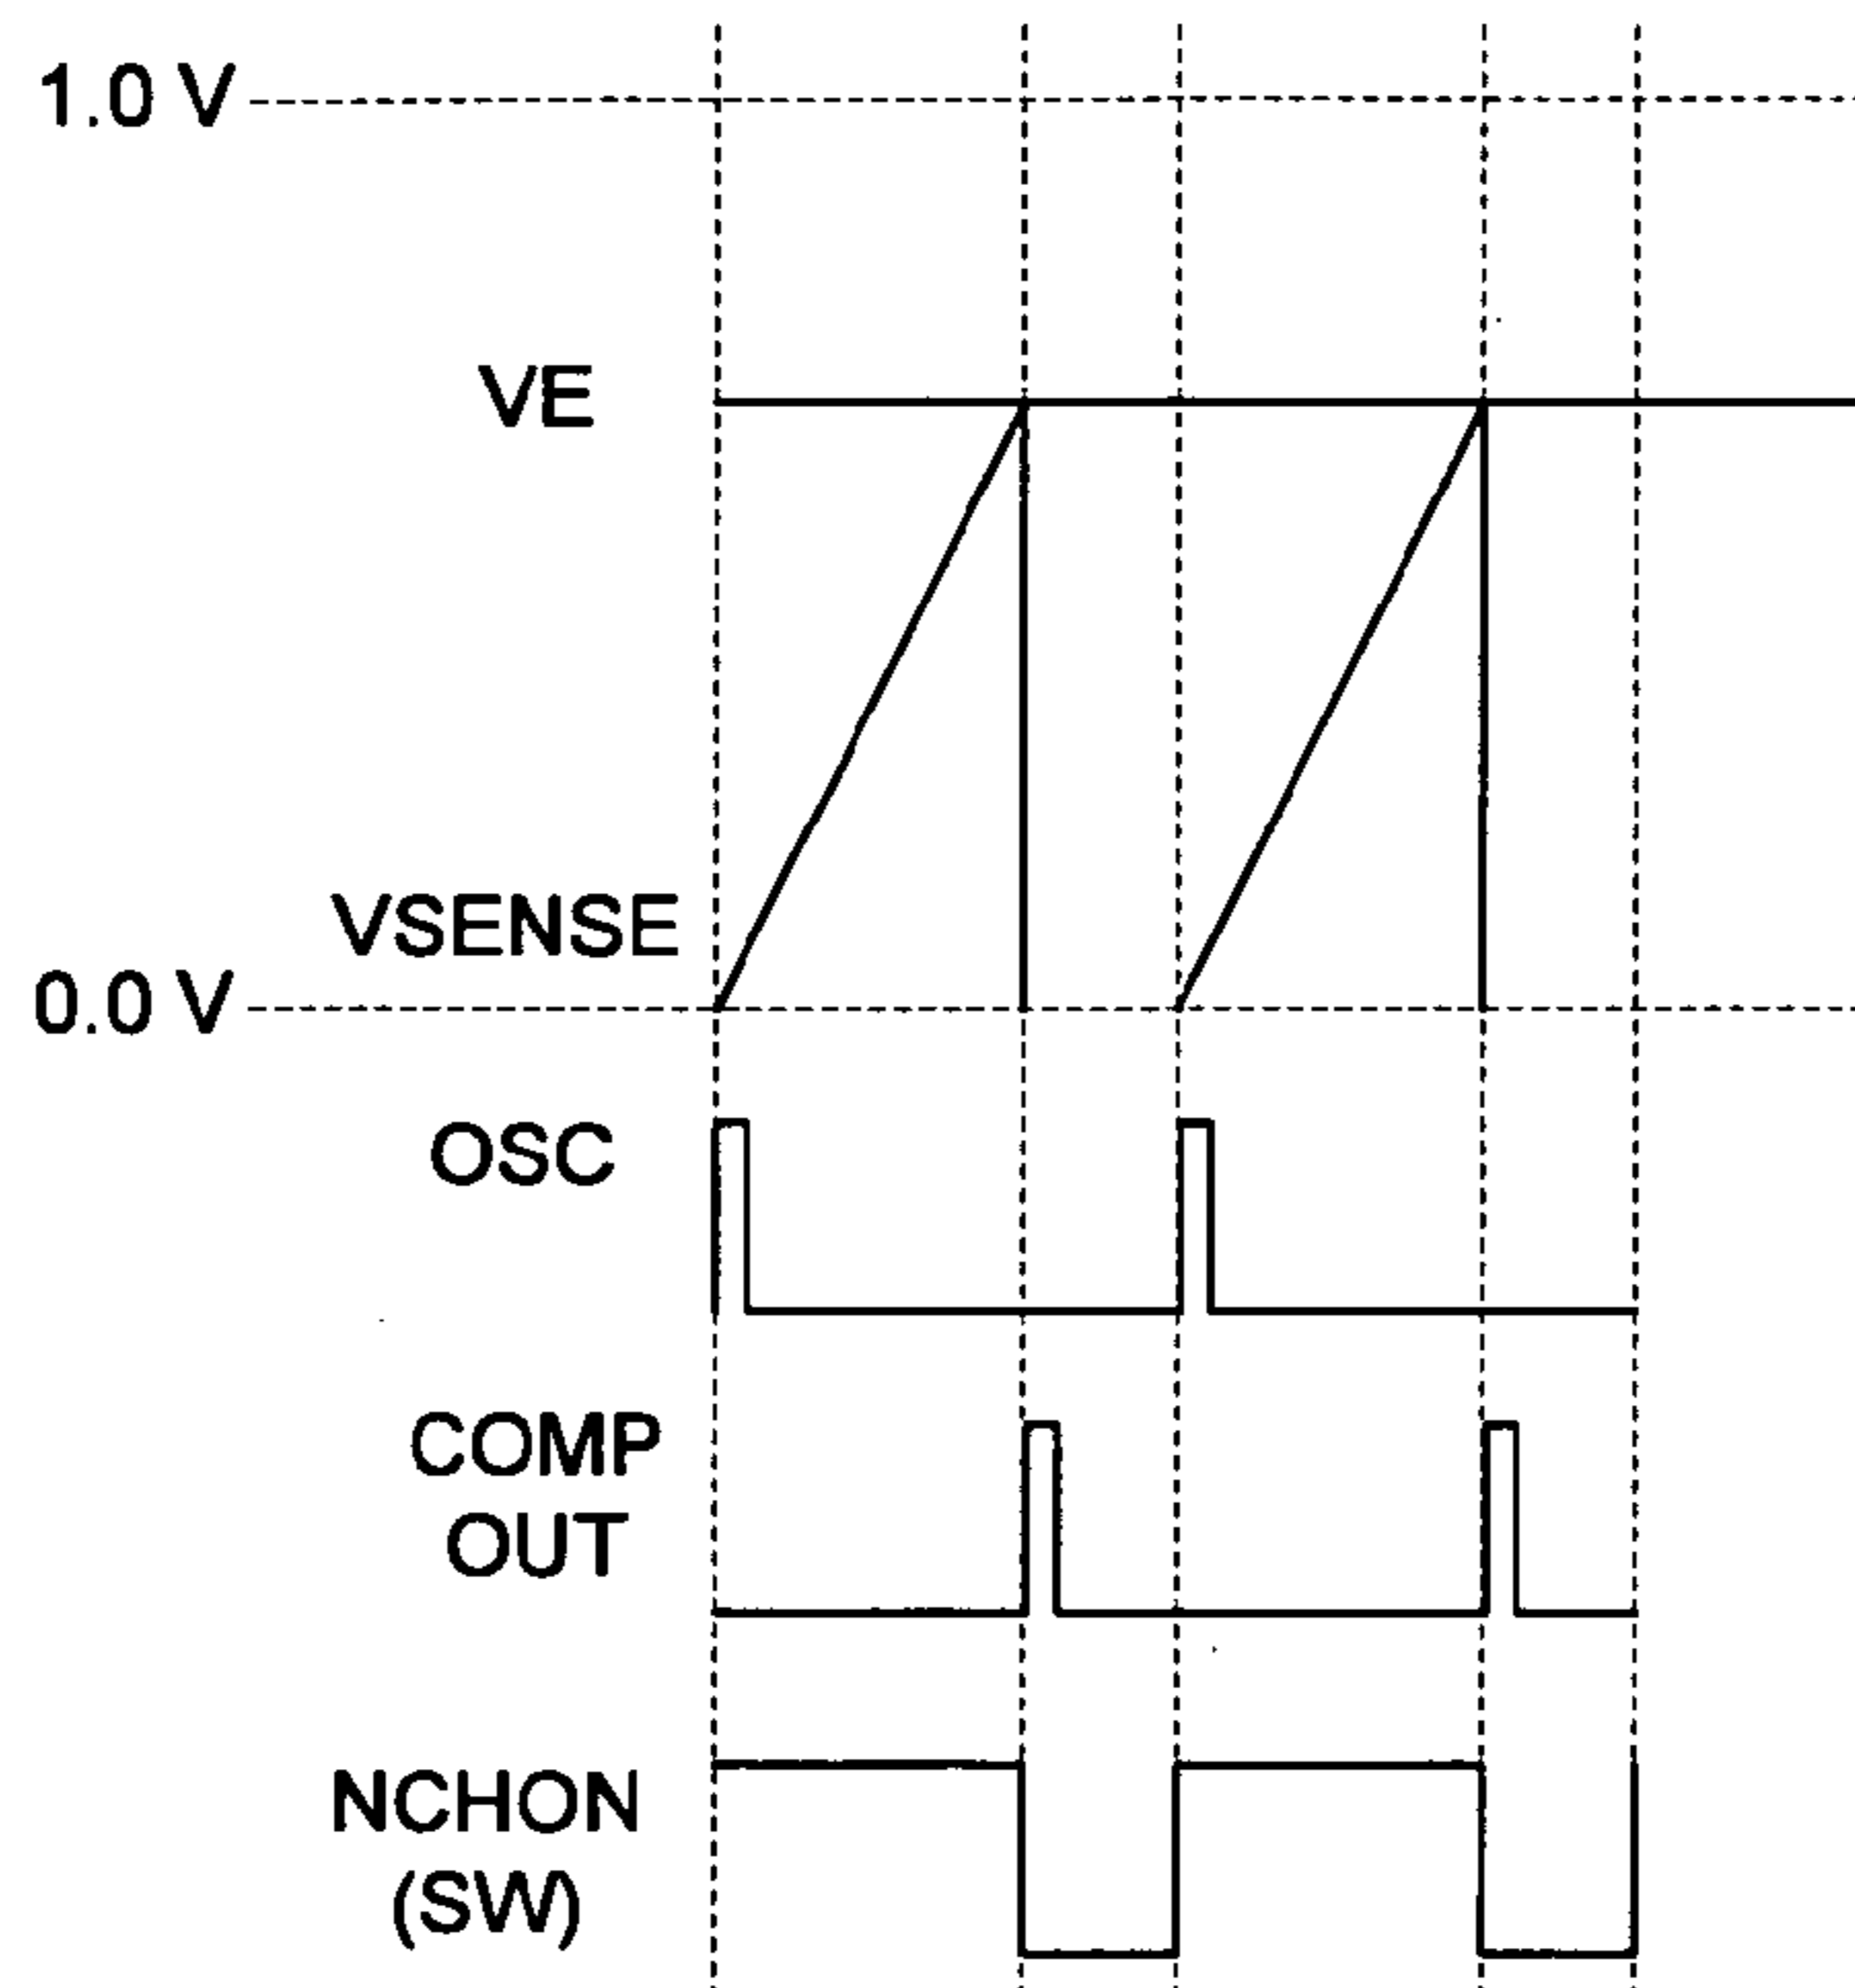 1.0 V
VE
VSENSE
0.0 V
OSC
COMP
OUT
NCHON
(SW)